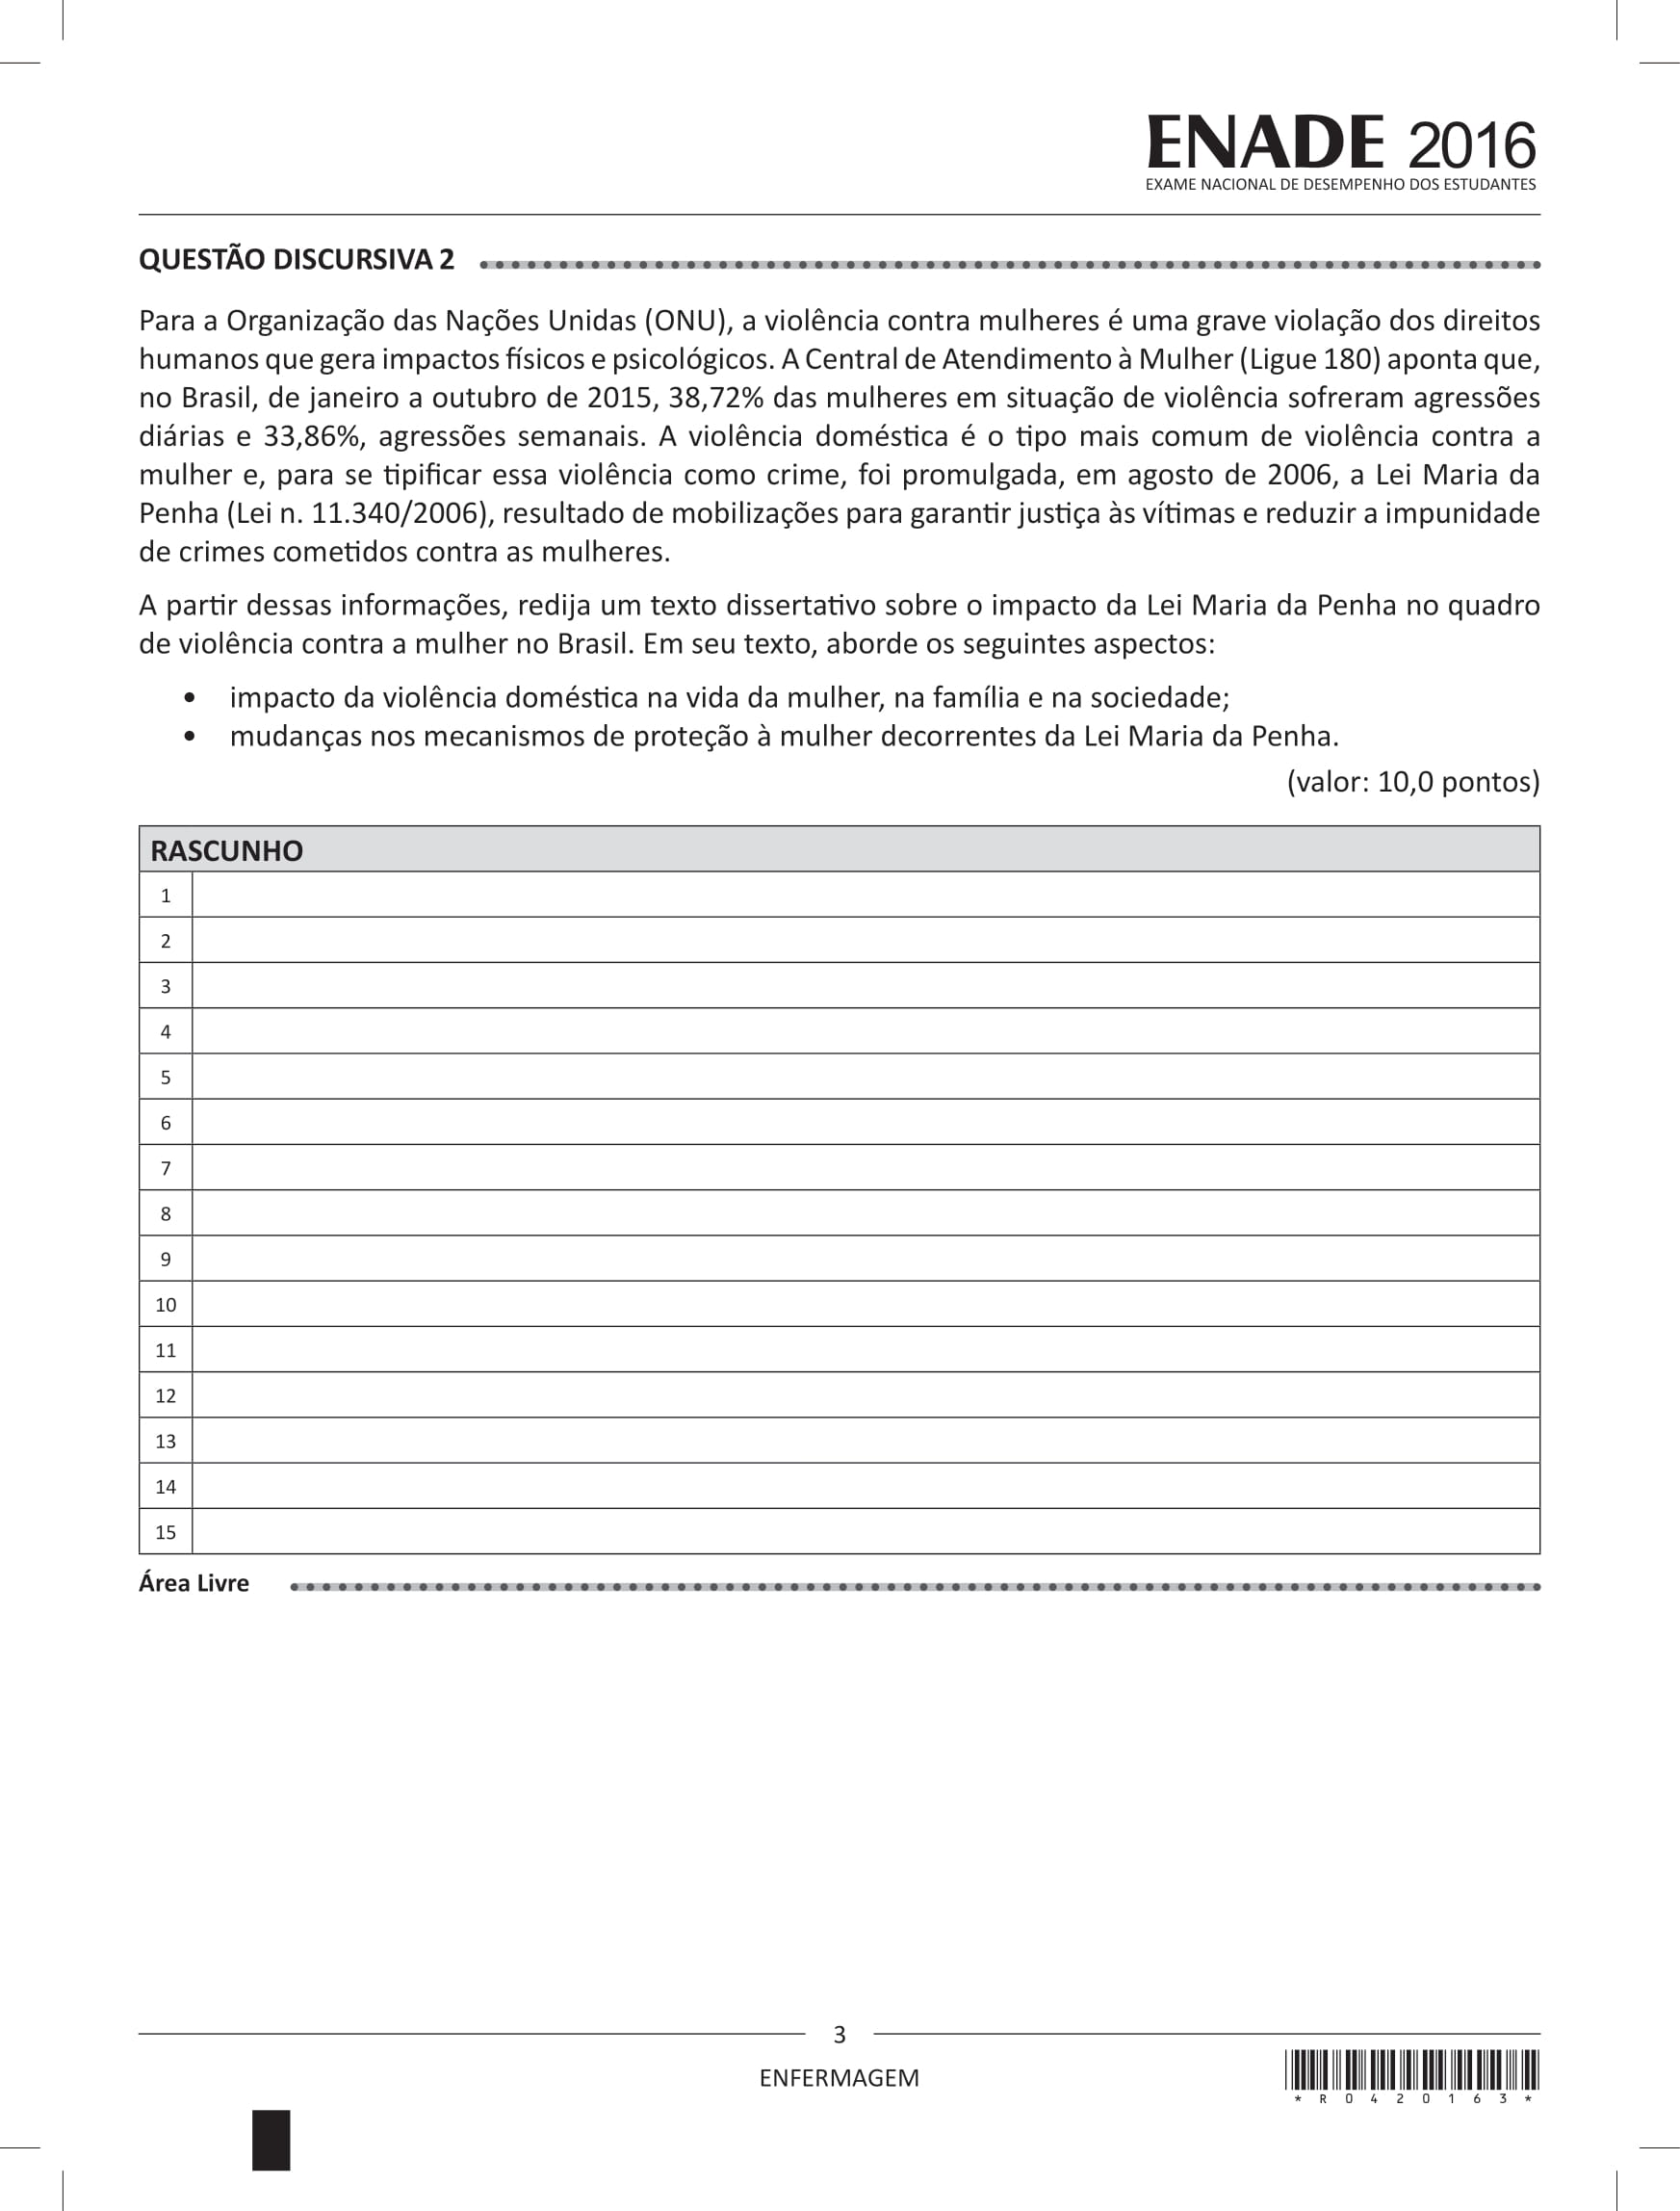 ENADE 2016
EXAME NACIONAL DE DESEMPENHO DOS ESTUDANTES
QUESTÃO DISCURSIVA 2
Para a Organização das Nações Unidas (ONU), a violência contra mulheres é uma grave violação dos direitos
humanos que gera impactos físicos e psicológicos. A Central de Atendimento à Mulher (Ligue 180) aponta que,
no Brasil, de janeiro a outubro de 2015, 38,72% das mulheres em situação de violência sofreram agressões
diárias e 33,86%, agressões semanais. A violência doméstica é o tipo mais comum de violência contra a
mulher e, para se tipificar essa violência como crime, foi promulgada, em agosto de 2006, a Lei Maria da
Penha (Lei n. 11.340/2006), resultado de mobilizações para garantir justiça às vítimas e reduzir a impunidade
de crimes cometidos contra as mulheres.
A partir dessas informações, redija um texto dissertativo sobre o impacto da Lei Maria da Penha no quadro
de violência contra a mulher no Brasil. Em seu texto, aborde os seguintes aspectos:
• impacto da violência doméstica na vida da mulher, na família e na sociedade;
• mudanças nos mecanismos de proteção à mulher decorrentes da Lei Maria da Penha.
(valor: 10,0 pontos)
RASCUNHO
1
2
3
4
5
6
7
8
9
10
11
12
13
14
15
Área Livre
3
ENFERMAGEM
*R0420163*